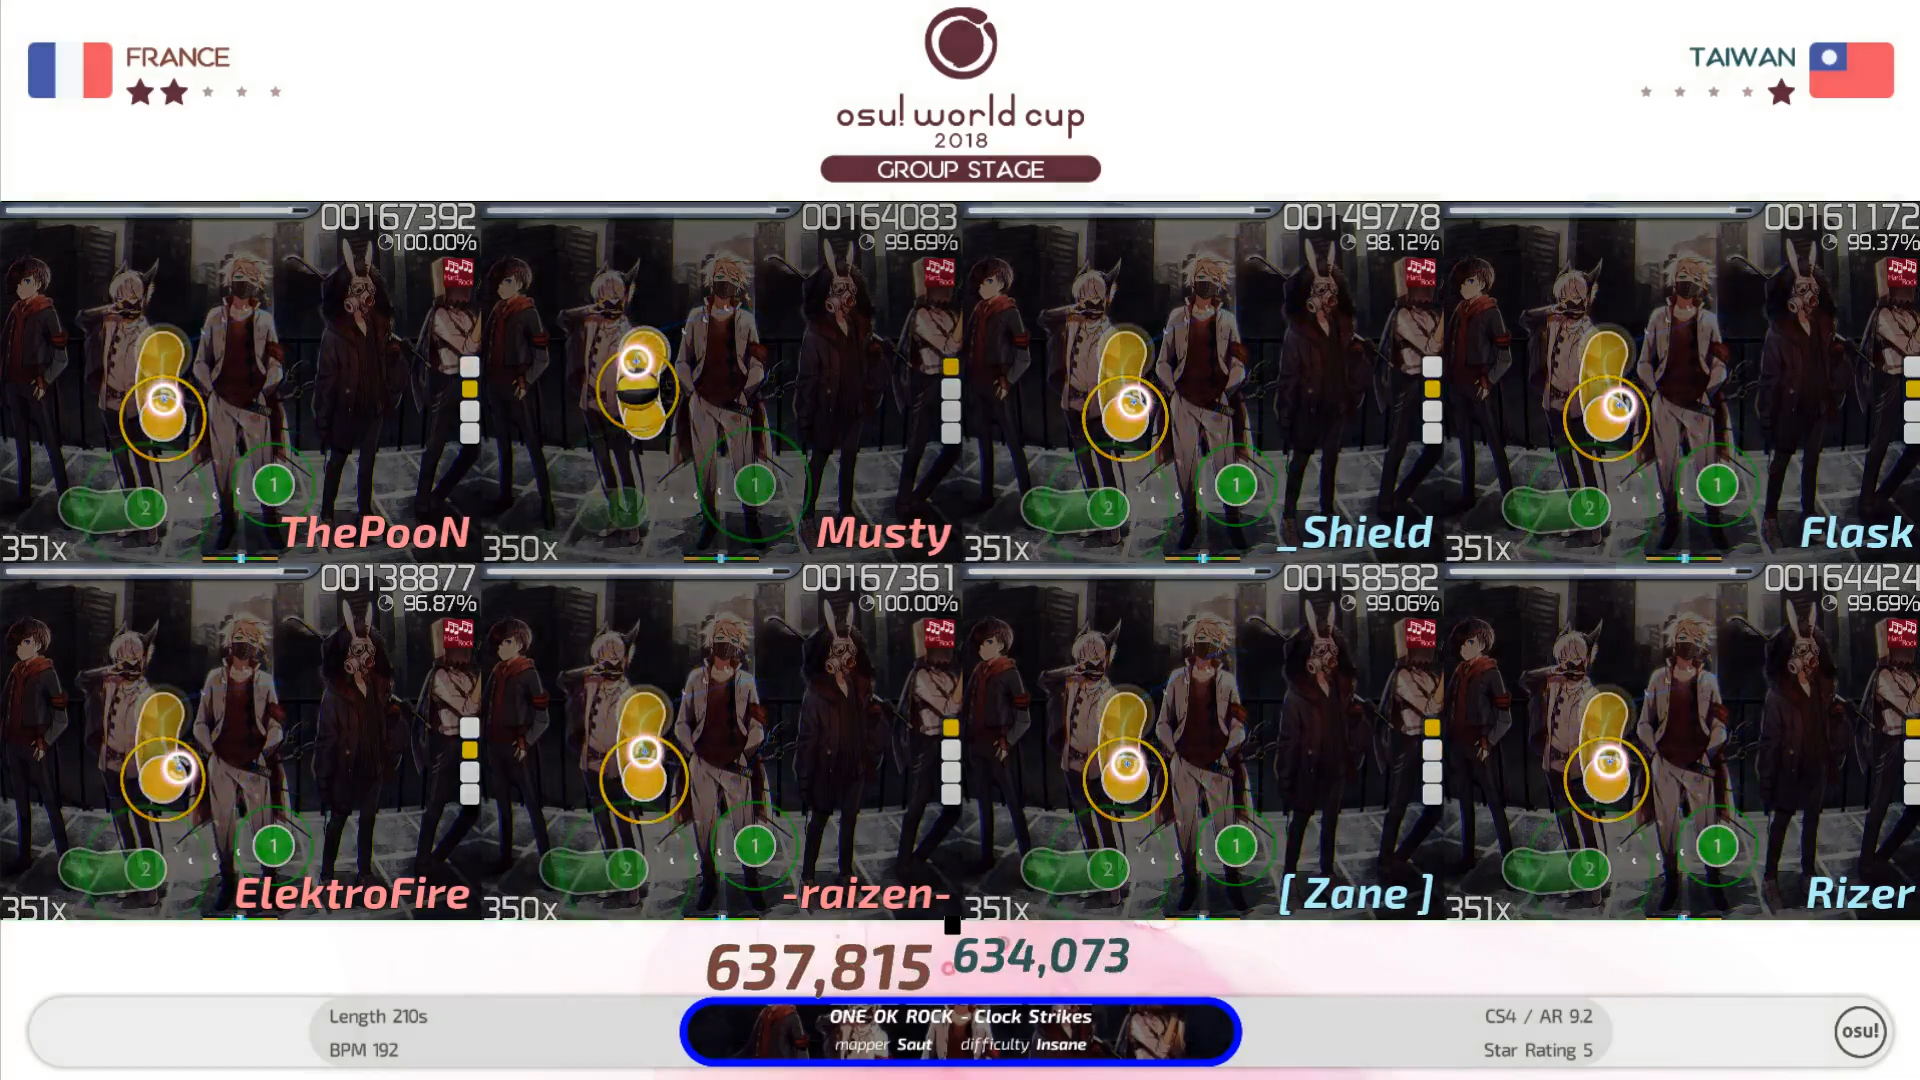 FRANCE
TAIWAN
osu! world cup
2018
GROUP STAGE
00167392
100.00%
351x
ThePooN
00164083
99.69%
350x
Musty
00149778
98.12%
351x
_Shield
00161172
99.37%
351x
Flask
00138877
96.87%
351x
ElektroFire
00167361
100.00%
350x
-raizen-
00158582
99.06%
351x
[ Zane ]
00164424
99.69%
351x
Rizer
637,815
634,073
Length 210s
BPM 192
ONE OK ROCK - Clock Strikes
mapper Saut difficulty Insane
CS4 / AR 9.2
Star Rating 5
osu!